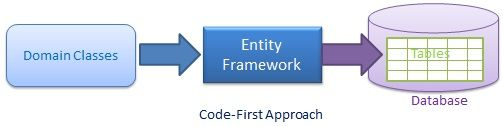 Domain Classes
Entity
Framework
Tables
Database
Code-First Approach